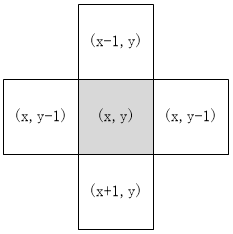 (x-1, y)
(x, y-1) (x, y) (x, y-1)
(x+1, y)